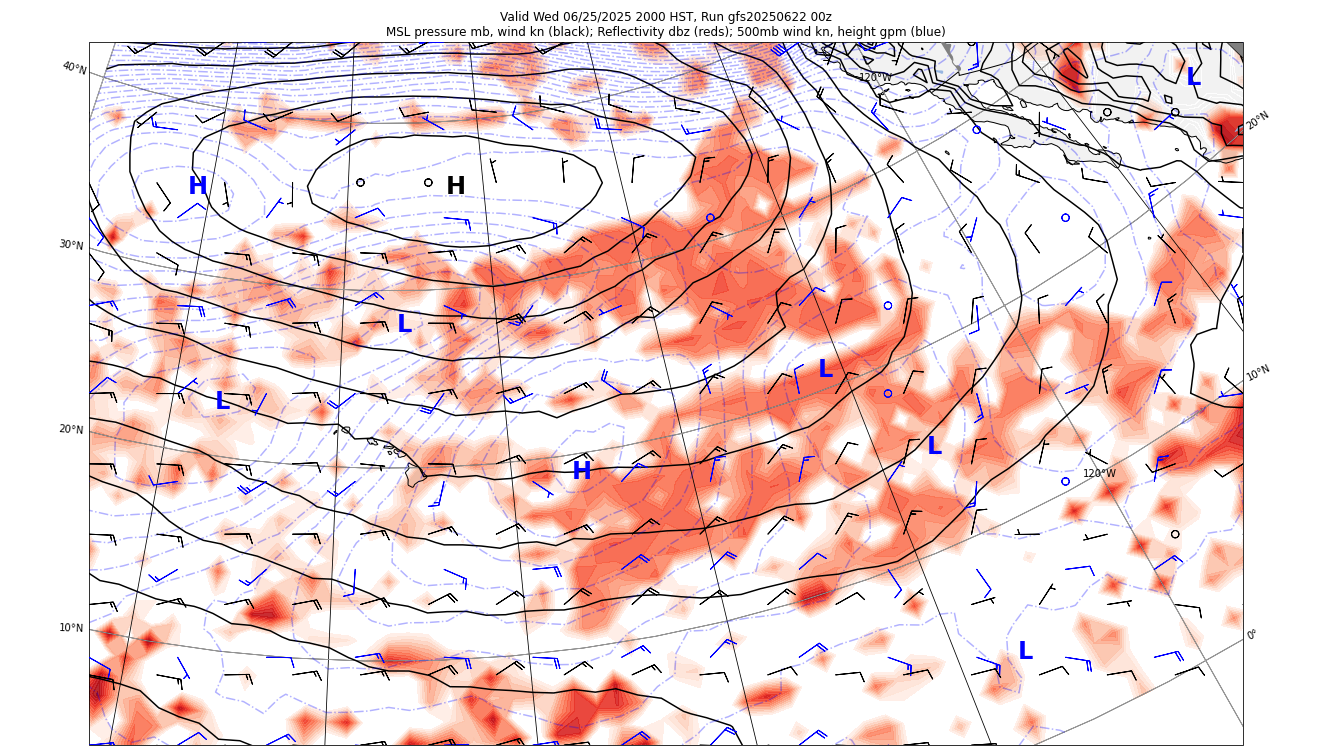 Valid Wed 06/25/2025 2000 HST, Run gfs20250622 00z
MSL pressure mb, wind kn (black); Reflectivity dbz (reds); 500mb wind kn, height gpm (blue)
40°N
120°W
L
20°N
H
H
30°N
L
L
10°N
L
20°N
L
H
120°W
10°N
0°
L